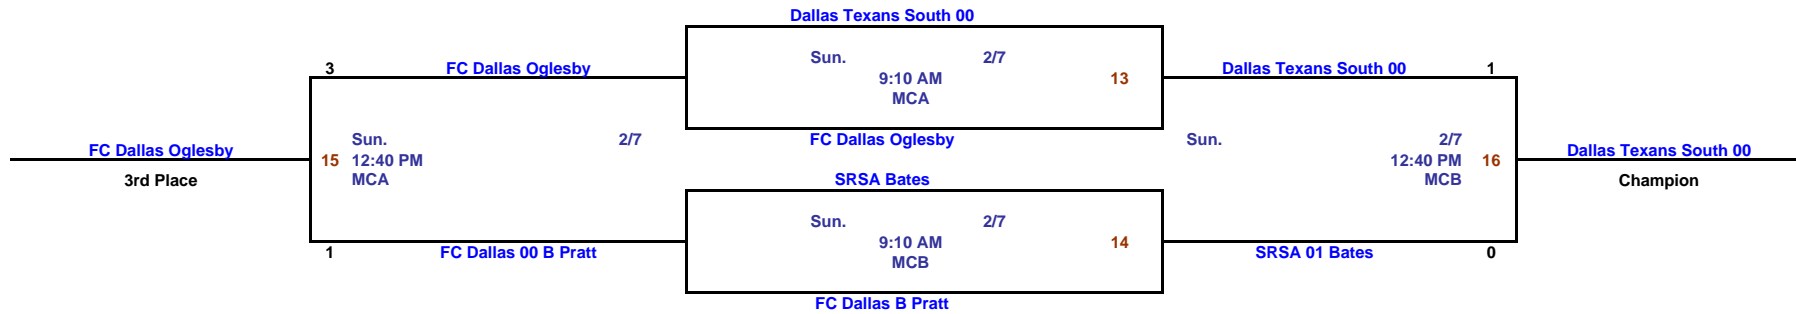 Dallas Texans South 00
Sun. 2/7
3 FC Dallas Oglesby 9:10 AM 13 Dallas Texans South 00 1
MCA
Sun. 2/7 FC Dallas Oglesby Sun. 2/7
FC Dallas Oglesby 15 12:40 PM 12:40 PM 16 Dallas Texans South 00
3rd Place MCA SRSA Bates MCB Champion
Sun. 2/7
9:10 AM 14
1 FC Dallas 00 B Pratt MCB SRSA 01 Bates 0
FC Dallas B Pratt